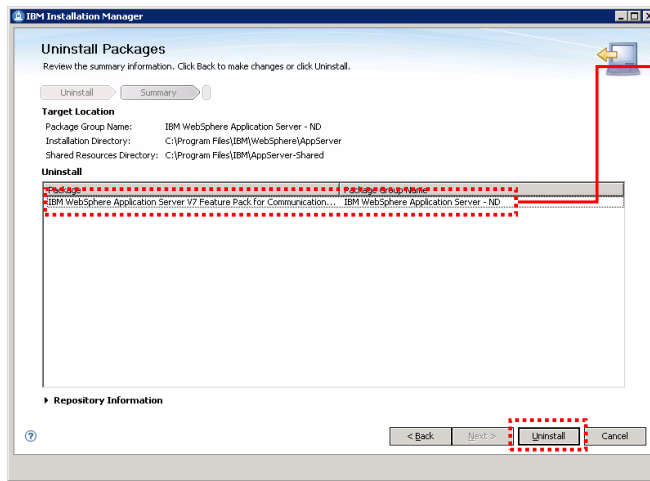 IBM Installation Manager
Uninstall Packages
Review the summary information. Click Back to make changes or click Uninstall.
Uninstall Summary
Target Location
Package Group Name: IBM WebSphere Application Server - ND
Installation Directory: C:\Program Files\IBM\WebSphere\AppServer
Shared Resources Directory: C:\Program Files\IBM\AppServer-Shared
Uninstall
Package Package Group Name
IBM WebSphere Application Server V7 Feature Pack for Communication... IBM WebSphere Application Server - ND
Repository Information
? < Back Next > Uninstall Cancel